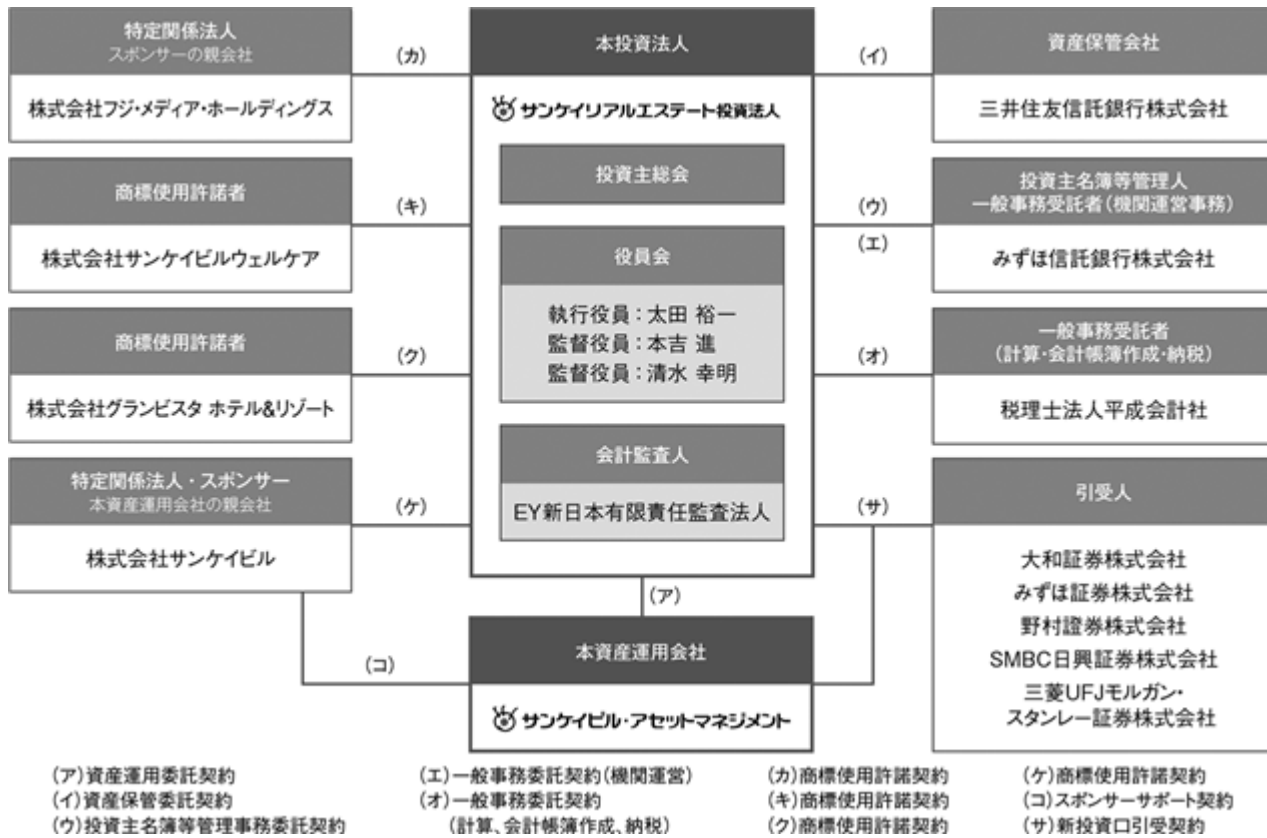 特定関係法人
スポンサーの親会社
株式会社フジ・メディア・ホールディングス
(カ)
商標使用許諾者
株式会社サンケイビルウェルケア
(キ)
商標使用許諾者
株式会社グランビスタ ホテル&リゾート
(ク)
特定関係法人・スポンサー
本資産運用会社の親会社
株式会社サンケイビル
(ケ)
(コ)
本投資法人
サンケイリアルエステート投資法人
投資主総会
役員会
執行役員:太田 裕一
監督役員:本吉 進
監督役員:清水 幸明
会計監査人
EY新日本有限責任監査法人
(ア)
本資産運用会社
サンケイビル・アセットマネジメント
(イ)
資産保管会社
三井住友信託銀行株式会社
(ウ)
(エ)
投資主名簿等管理人
一般事務受託者(機関運営事務)
みずほ信託銀行株式会社
(オ)
一般事務受託者
(計算・会計帳簿作成・納税)
税理士法人平成会計社
(サ)
引受人
大和証券株式会社
みずほ証券株式会社
野村證券株式会社
SMBC日興証券株式会社
三菱UFJモルガン・
スタンレー証券株式会社
(ア)資産運用委託契約
(イ)資産保管委託契約
(ウ)投資主名簿等管理事務委託契約
(エ)一般事務委託契約(機関運営)
(オ)一般事務委託契約
(計算、会計帳簿作成、納税)
(カ)商標使用許諾契約
(キ)商標使用許諾契約
(ク)商標使用許諾契約
(ケ)商標使用許諾契約
(コ)スポンサーサポート契約
(サ)新投資口引受契約